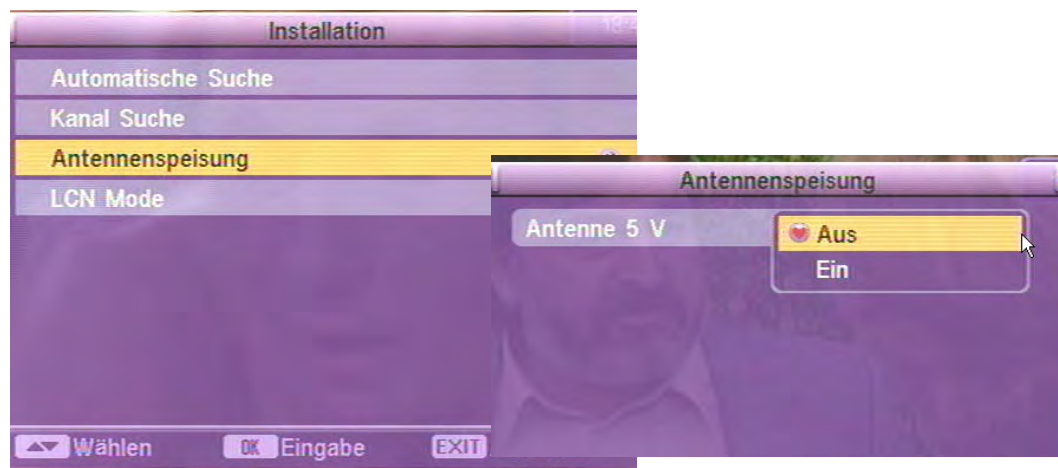 Installation
Automatische Suche
Kanal Suche
Antennenspeisung
LCN Mode
Wählen OK Eingabe EXIT
Antennenspeisung
Antenne 5 V
Aus
Ein